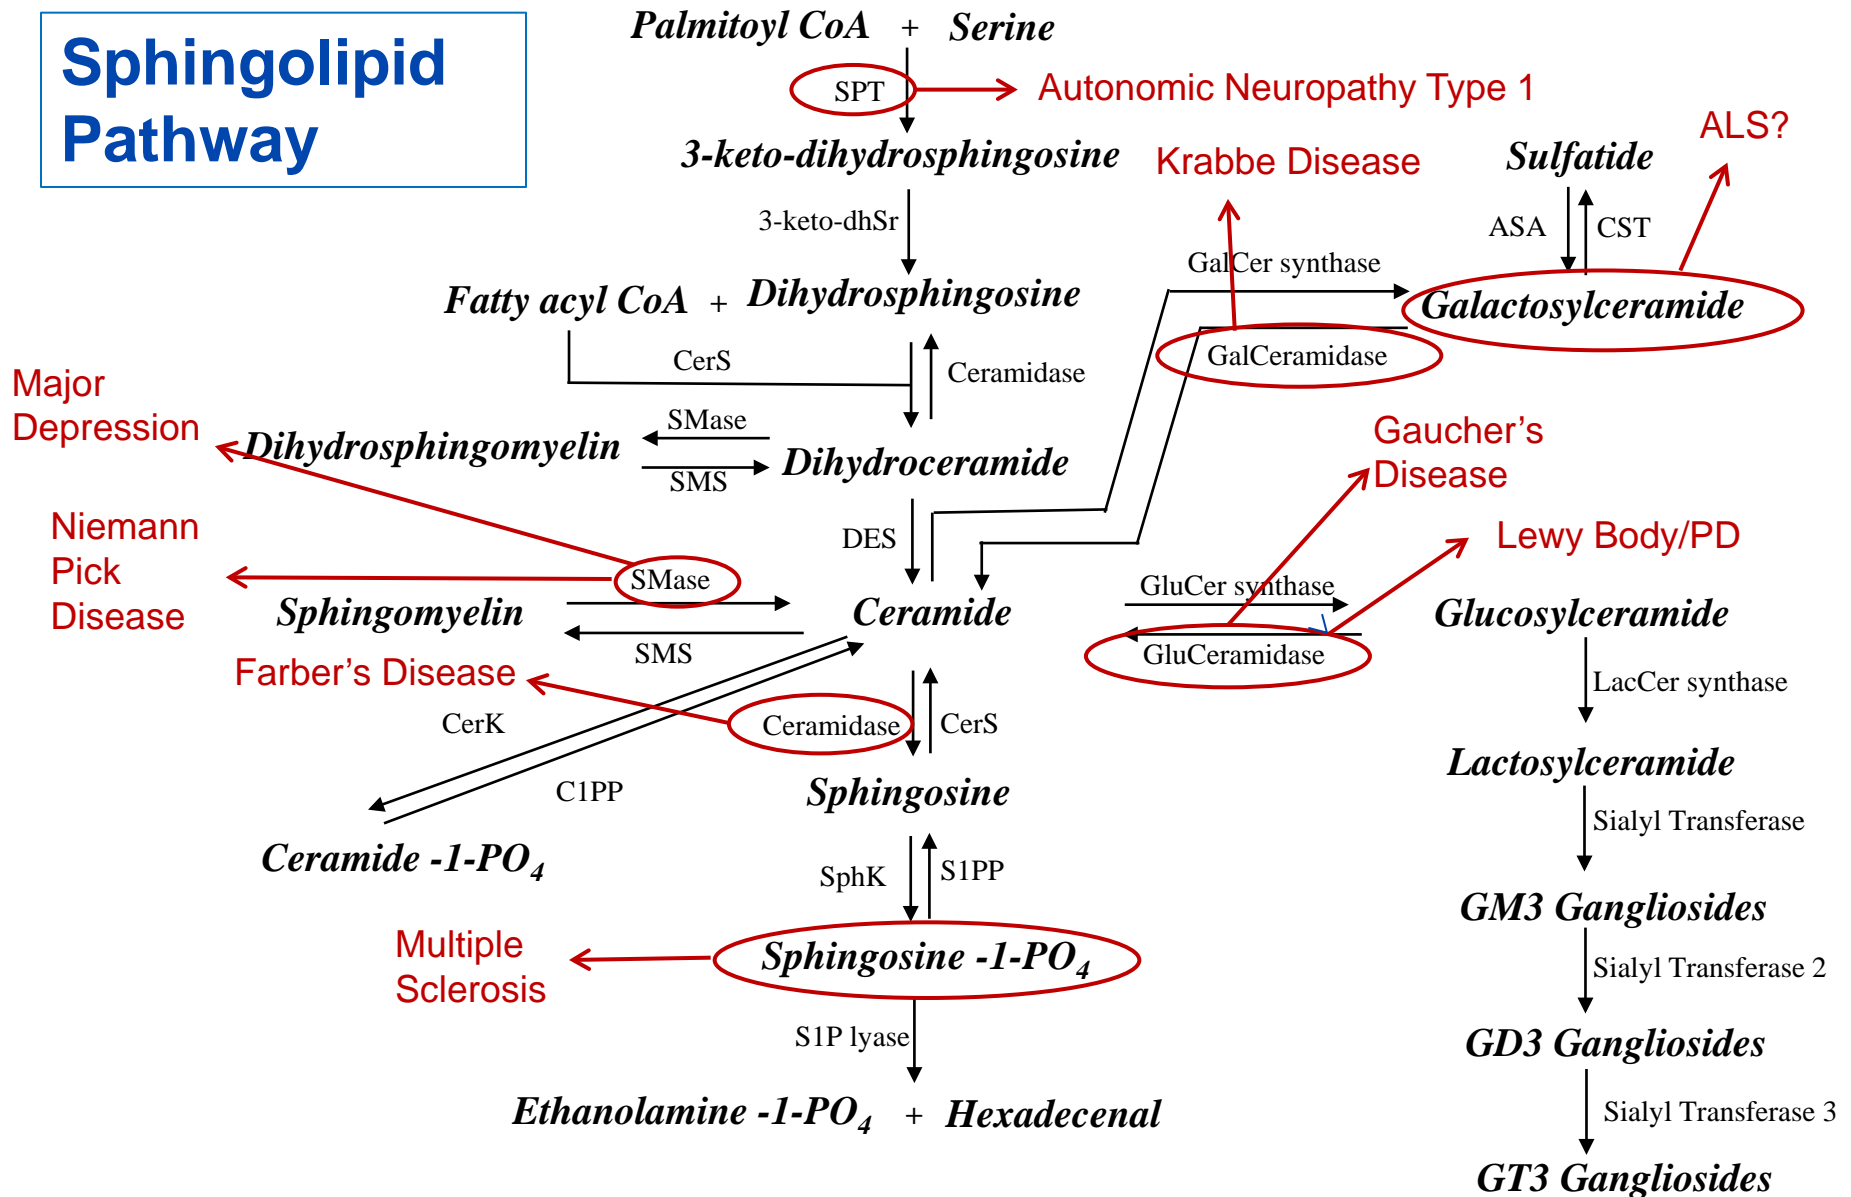 Sphingolipid
Pathway
Palmitoyl CoA + Serine
SPT
Autonomic Neuropathy Type 1
ALS?
3-keto-dihydrosphingosine
Krabbe Disease
Sulfatide
3-keto-dhSr
ASA
CST
GalCer synthase
Fatty acyl CoA + Dihydrosphingosine
Galactosylceramide
CerS
Ceramidase
GalCeramidase
Major
Depression
SMase
Dihydrosphingomyelin
Dihydroceramide
SMS
Gaucher's
Disease
Niemann
Pick
Disease
DES
Lewy Body/PD
SMase
GluCer synthase
Sphingomyelin
Ceramide
Glucosylceramide
SMS
GluCeramidase
Farber's Disease
LacCer synthase
CerK
Ceramidase
CerS
Lactosylceramide
C1PP
Sphingosine
Sialyl Transferase
Ceramide -1-PO4
SphK
S1PP
GM3 Gangliosides
Multiple
Sclerosis
Sphingosine -1-PO4
Sialyl Transferase 2
S1P lyase
GD3 Gangliosides
Ethanolamine -1-PO4 + Hexadecenal
Sialyl Transferase 3
GT3 Gangliosides